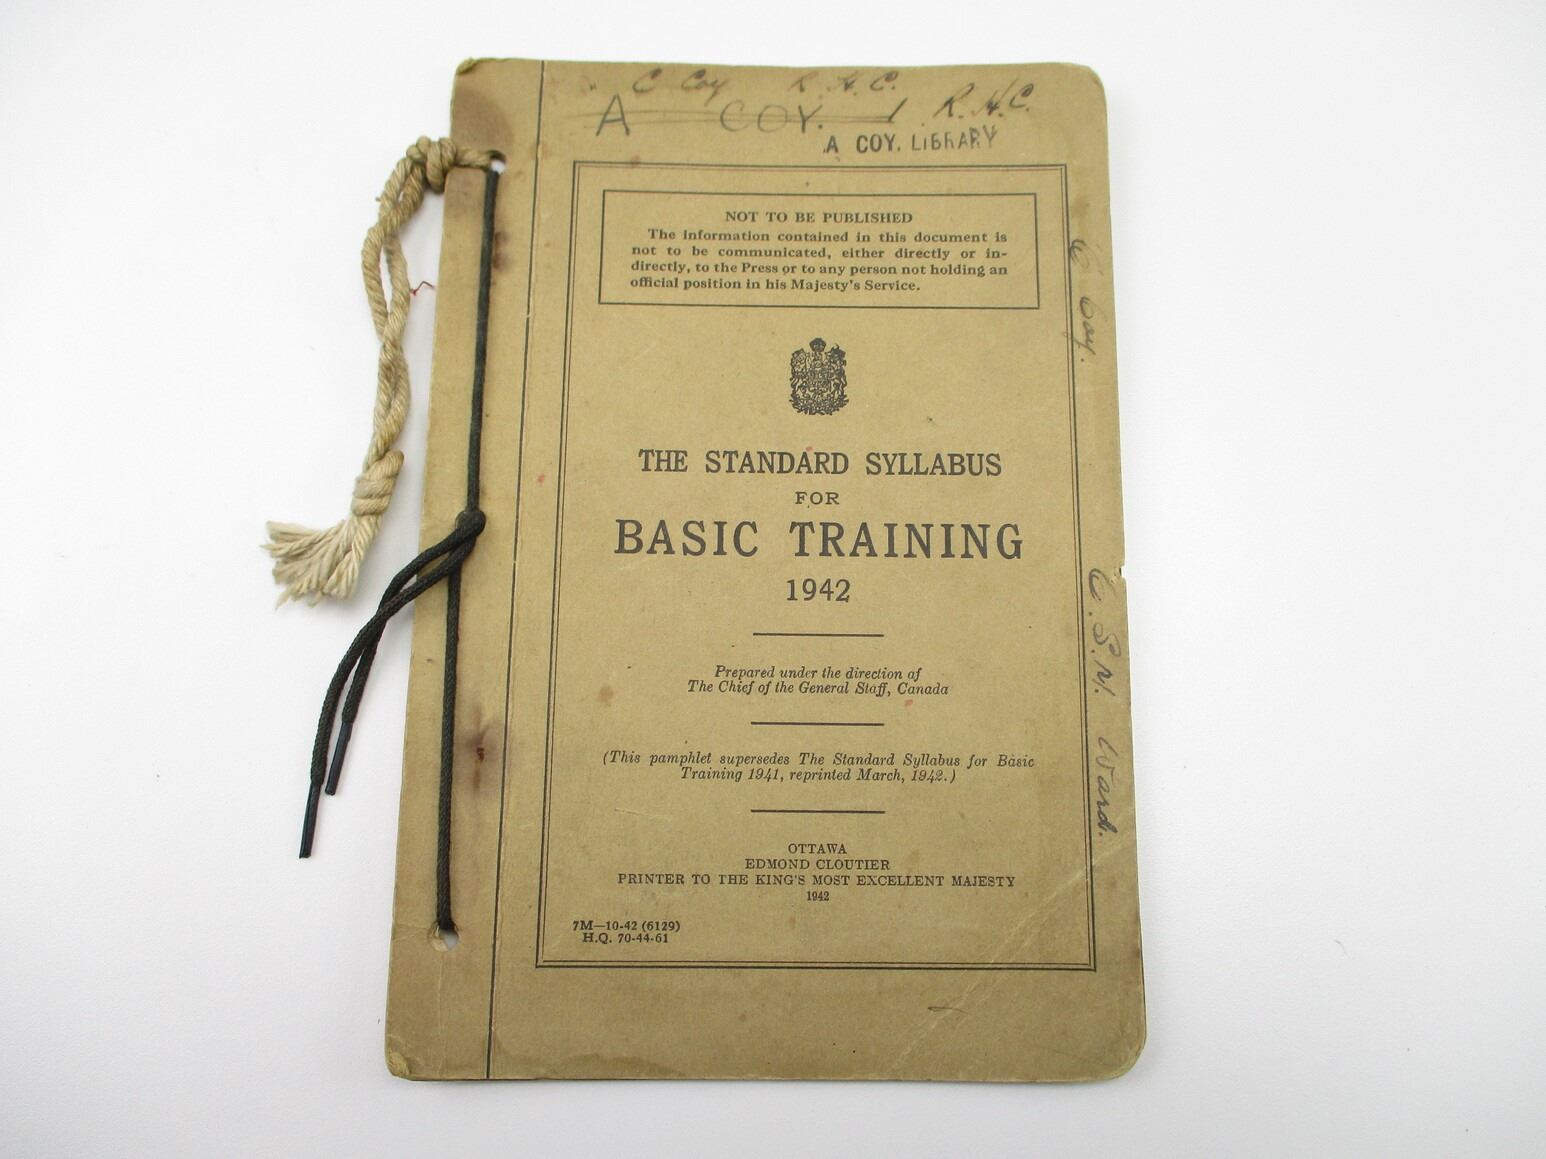 C Coy R.H.C.
A COY. 1 R.H.C.
A COY. LIBRARY
NOT TO BE PUBLISHED
The information contained in this document is
not to be communicated, either directly or in-
directly, to the Press or to any person not holding an
official position in his Majesty's Service.
THE STANDARD SYLLABUS
FOR
BASIC TRAINING
1942
Prepared under the direction of
The Chief of the General Staff, Canada
(This pamphlet supersedes The Standard Syllabus for Basic
Training 1941, reprinted March, 1942.)
OTTAWA
EDMOND CLOUTIER
PRINTER TO THE KING'S MOST EXCELLENT MAJESTY
1942
7M—10-42 (6129)
H.Q. 70-44-61
C Coy.
C.S.M. Ward.